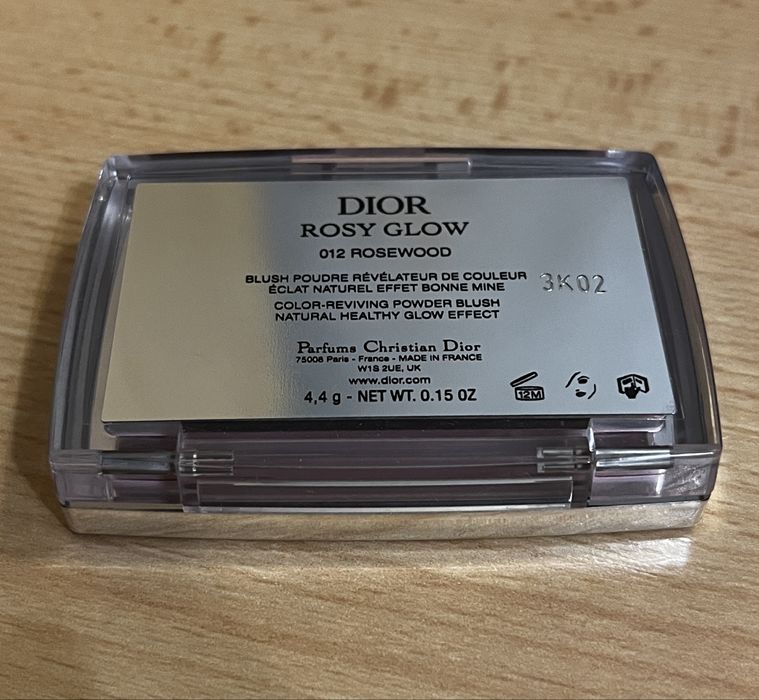 DIOR
ROSY GLOW
012 ROSEWOOD
BLUSH POUDRE RÉVÉLATEUR DE COULEUR
ÉCLAT NATUREL EFFET BONNE MINE
3K02
COLOR-REVIVING POWDER BLUSH
NATURAL HEALTHY GLOW EFFECT
Parfums Christian Dior
75008 Paris - France - MADE IN FRANCE
W1S 2UE, UK
www.dior.com
4,4 g - NET WT. 0.15 OZ
12M